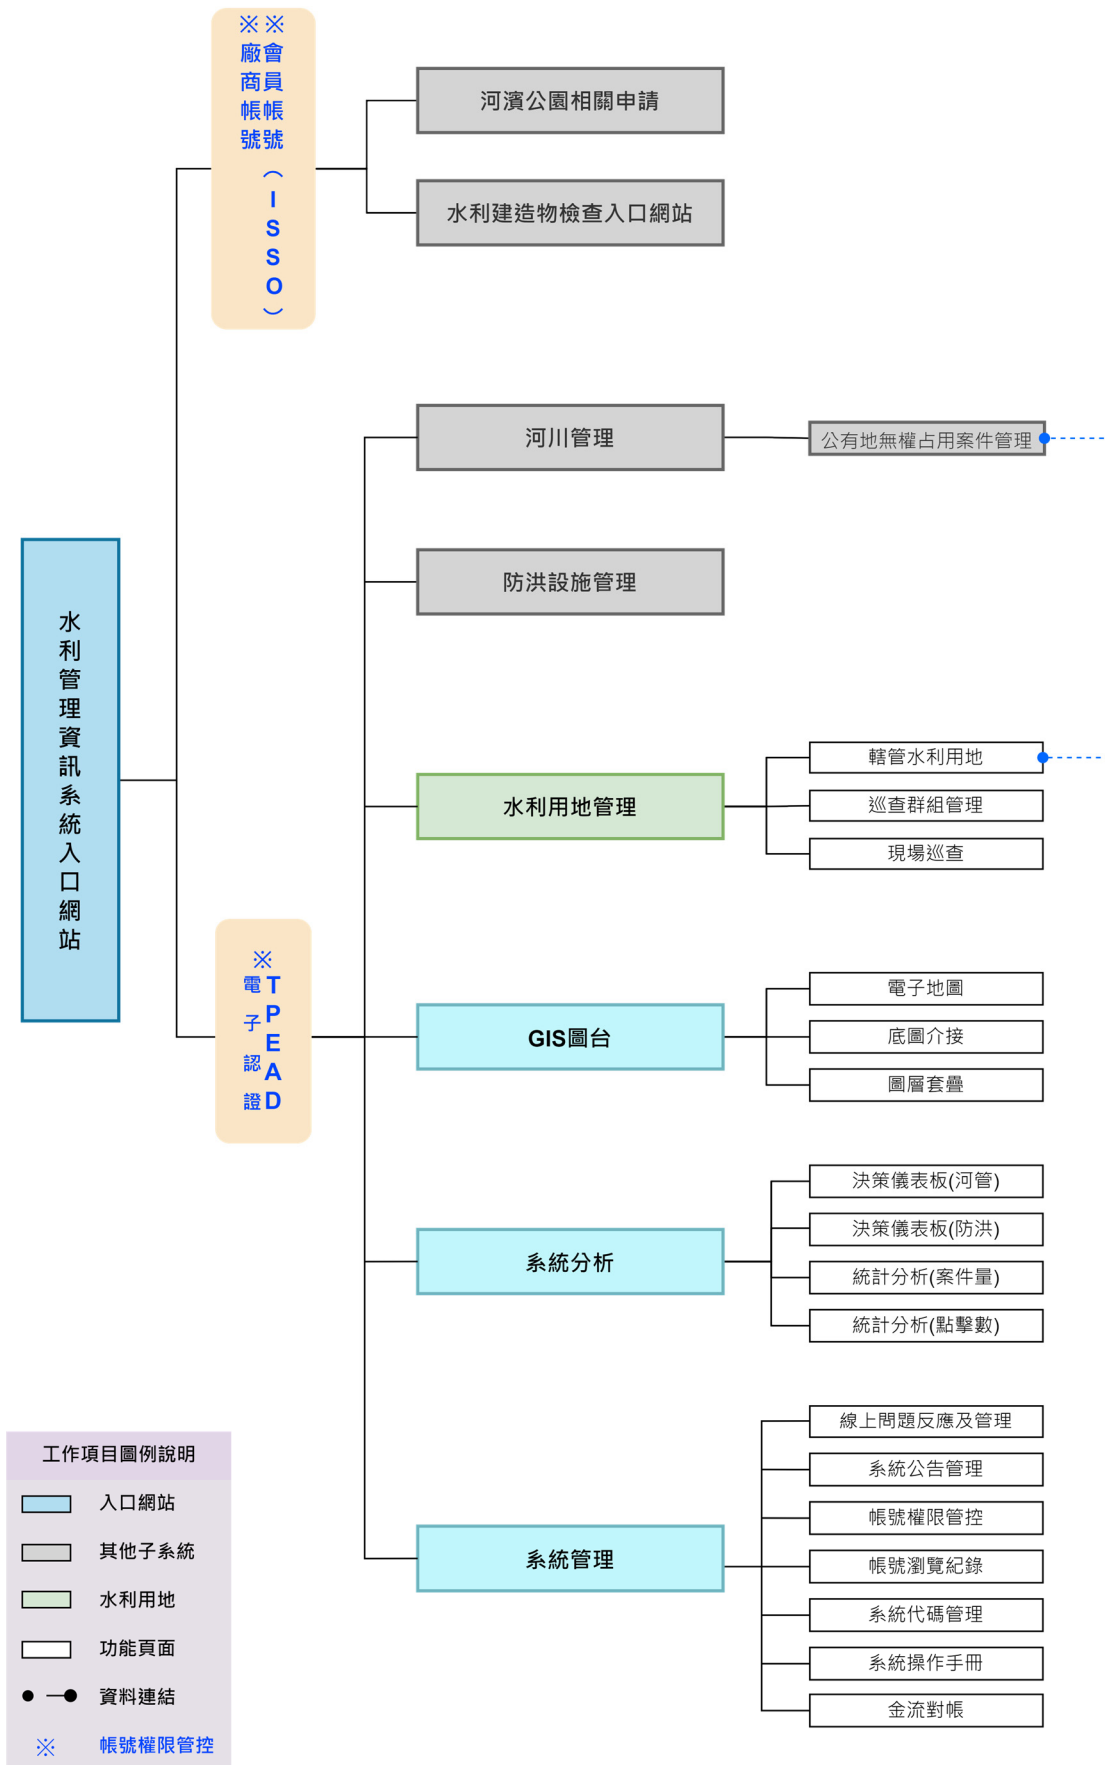 ※會員帳號（ISSO）
※廠商帳號
河濱公園相關申請
水利建造物檢查入口網站
河川管理
公有地無權占用案件管理
防洪設施管理
水利管理資訊系統入口網站
水利用地管理
轄管水利用地
巡查群組管理
現場巡查
※
TPEAD
電子認證
GIS圖台
電子地圖
底圖介接
圖層套疊
系統分析
決策儀表板(河管)
決策儀表板(防洪)
統計分析(案件量)
統計分析(點擊數)
系統管理
線上問題反應及管理
系統公告管理
帳號權限管控
帳號瀏覽紀錄
系統代碼管理
系統操作手冊
金流對帳
工作項目圖例說明
入口網站
其他子系統
水利用地
功能頁面
資料連結
※ 帳號權限管控